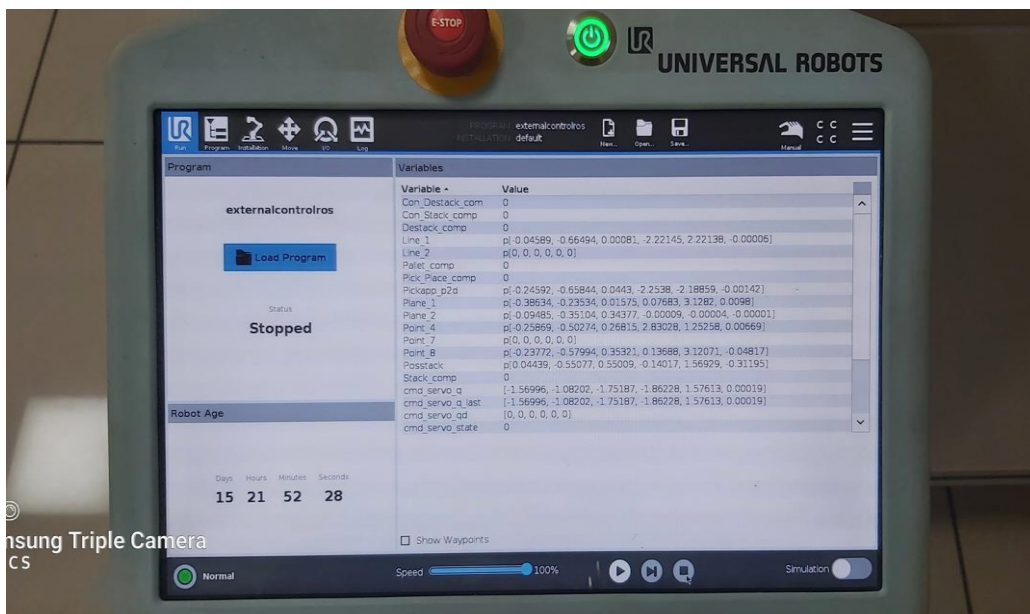 E-STOP
UR
UNIVERSAL ROBOTS
UR
Run Program Installation Move I/O Log
PROGRAM externalcontrolros
INSTALLATION default
New... Open... Save...
Manual
C C
C C
Program
externalcontrolros
Load Program
Status
Stopped
Robot Age
Days Hours Minutes Seconds
15 21 52 28
Variables
Variable Value
Con_Destack_com 0
Con_Stack_comp 0
Destack_comp 0
Line_1 p[-0.04589, -0.66494, 0.00081, -2.22145, 2.22138, -0.00006]
Line_2 p[0, 0, 0, 0, 0, 0]
Pallet_comp 0
Pick_Place_comp 0
Pickapp_p2d p[-0.24592, -0.65844, 0.0443, -2.2538, -2.18859, -0.00142]
Plane_1 p[-0.38634, -0.23534, 0.01575, 0.07683, 3.1282, 0.0098]
Plane_2 p[-0.09485, -0.35104, 0.34377, -0.00009, -0.00004, -0.00001]
Point_4 p[-0.25869, -0.50274, 0.26815, 2.83028, 1.25258, 0.00669]
Point_7 p[0, 0, 0, 0, 0, 0]
Point_8 p[-0.23772, -0.57994, 0.35321, 0.13688, 3.12071, -0.04817]
Posstack p[0.04439, -0.55077, 0.55009, -0.14017, 1.56929, -0.31195]
Stack_comp 0
cmd_servo_q [-1.56996, -1.08202, -1.75187, -1.86228, 1.57613, 0.00019]
cmd_servo_q_last [-1.56996, -1.08202, -1.75187, -1.86228, 1.57613, 0.00019]
cmd_servo_qd [0, 0, 0, 0, 0, 0]
cmd_servo_state 0
Show Waypoints
Normal
Speed 100%
Simulation
nsung Triple Camera
cs